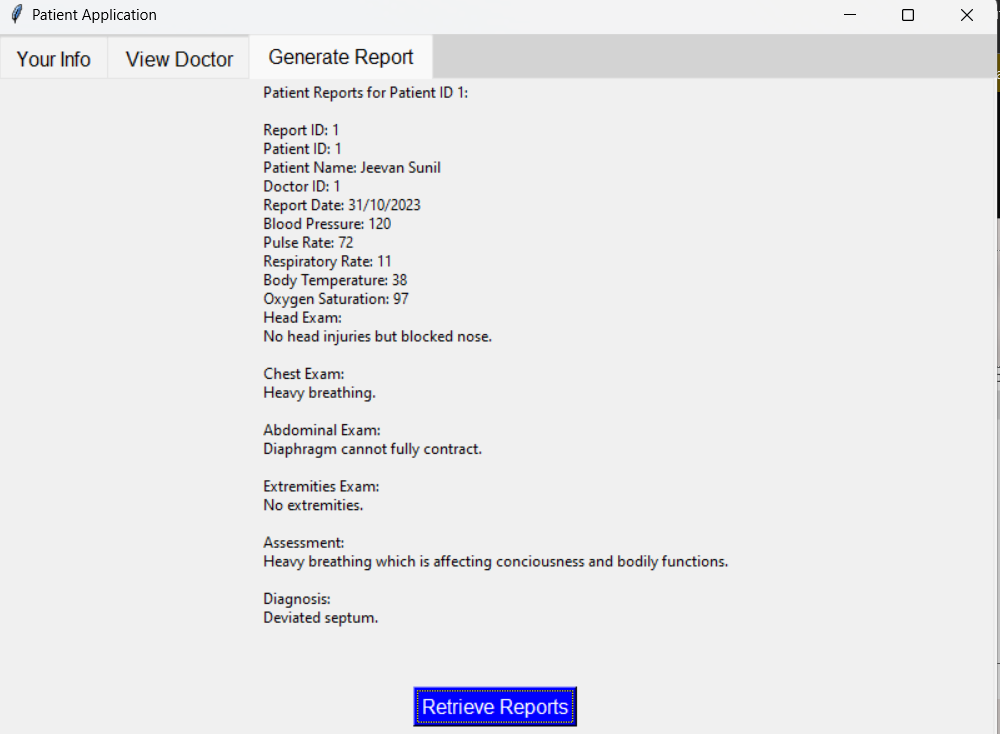 Patient Application
Your Info
View Doctor
Generate Report
Patient Reports for Patient ID 1:
Report ID: 1
Patient ID: 1
Patient Name: Jeevan Sunil
Doctor ID: 1
Report Date: 31/10/2023
Blood Pressure: 120
Pulse Rate: 72
Respiratory Rate: 11
Body Temperature: 38
Oxygen Saturation: 97
Head Exam:
No head injuries but blocked nose.
Chest Exam:
Heavy breathing.
Abdominal Exam:
Diaphragm cannot fully contract.
Extremities Exam:
No extremities.
Assessment:
Heavy breathing which is affecting conciousness and bodily functions.
Diagnosis:
Deviated septum.
Retrieve Reports